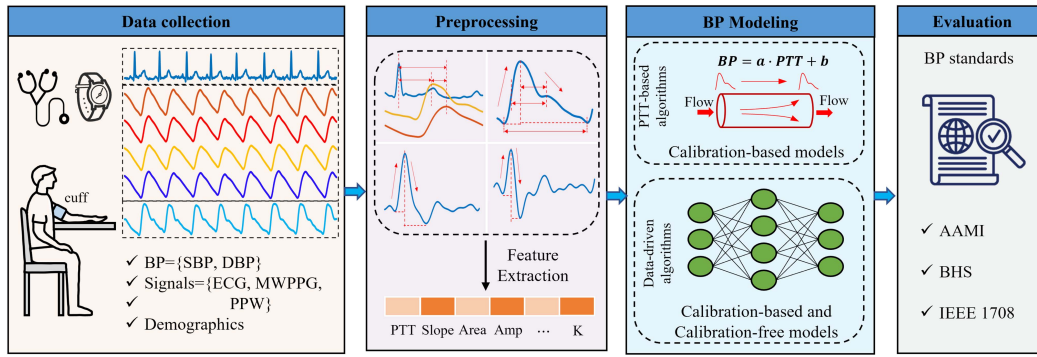 Data collection
cuff
✓ BP={SBP, DBP}
✓ Signals={ECG, MWPPG,
✓ PPW}
✓ Demographics
Preprocessing
Feature
Extraction
PTT Slope Area Amp ... K
BP Modeling
PTT-based
algorithms
BP = a · PTT + b
Flow Flow
Calibration-based models
Data-driven
algorithms
Calibration-based and
Calibration-free models
Evaluation
BP standards
✓ AAMI
✓ BHS
✓ IEEE 1708